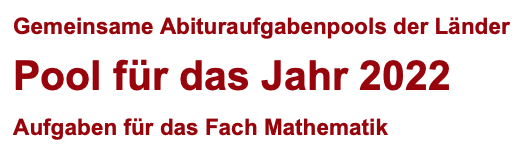 Gemeinsame Abituraufgabenpools der Länder
Pool für das Jahr 2022
Aufgaben für das Fach Mathematik